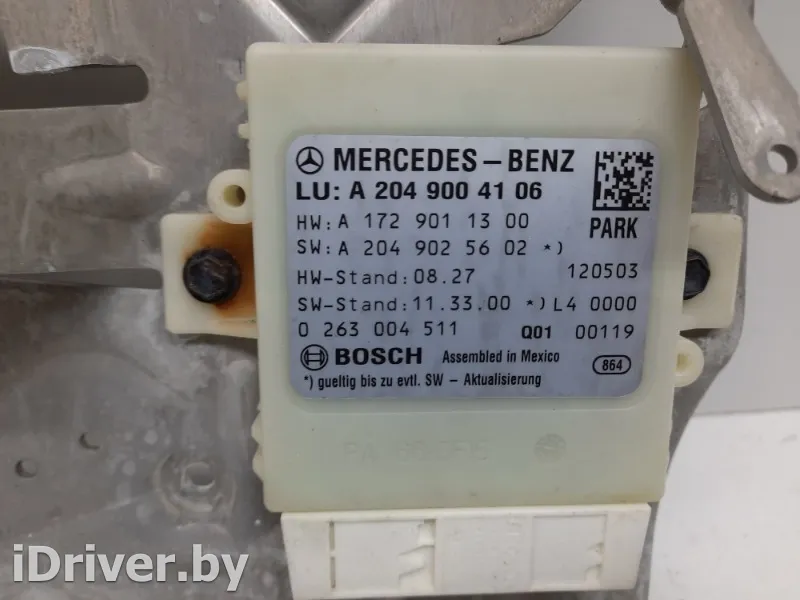 MERCEDES-BENZ
LU: A 204 900 41 06
HW: A 172 901 13 00
SW: A 204 902 56 02 *)
PARK
HW-Stand: 08.27 120503
SW-Stand: 11.33.00 *) L4 0000
0 263 004 511 Q01 00119
BOSCH Assembled in Mexico 864
*) gueltig bis zu evtl. SW - Aktualisierung
iDriver.by